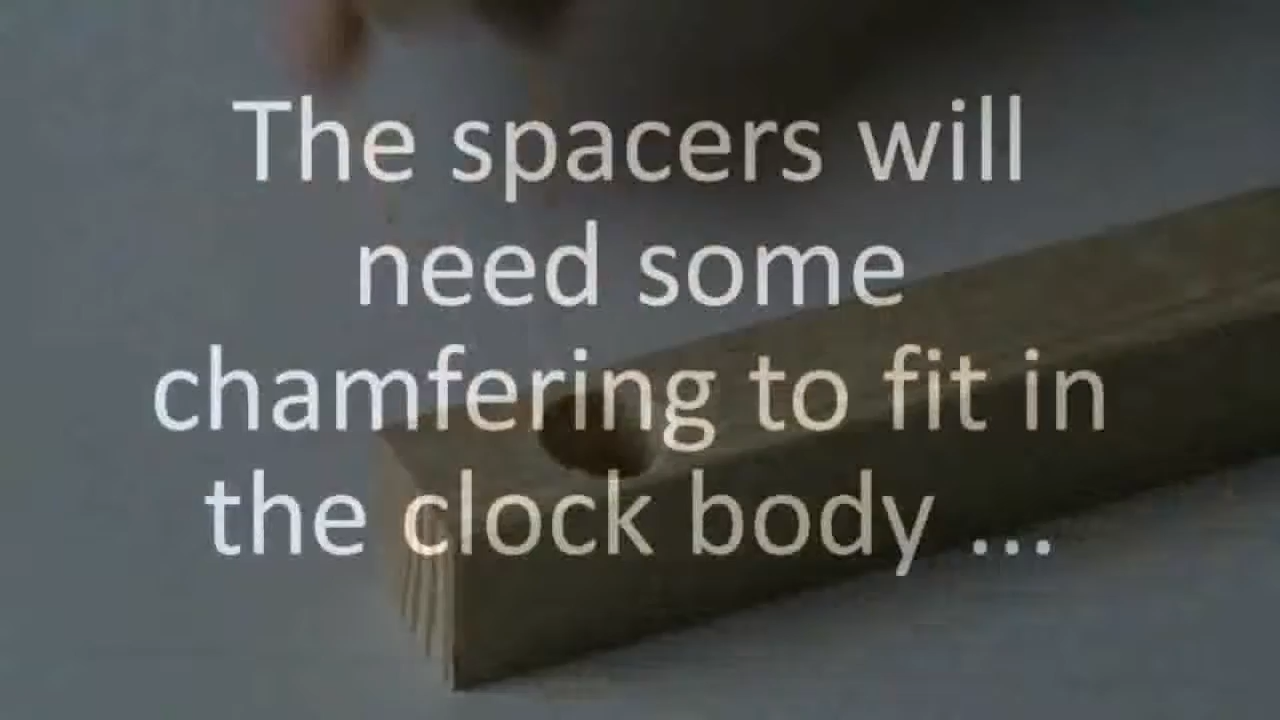 The spacers will
need some
chamfering to fit in
the clock body ...